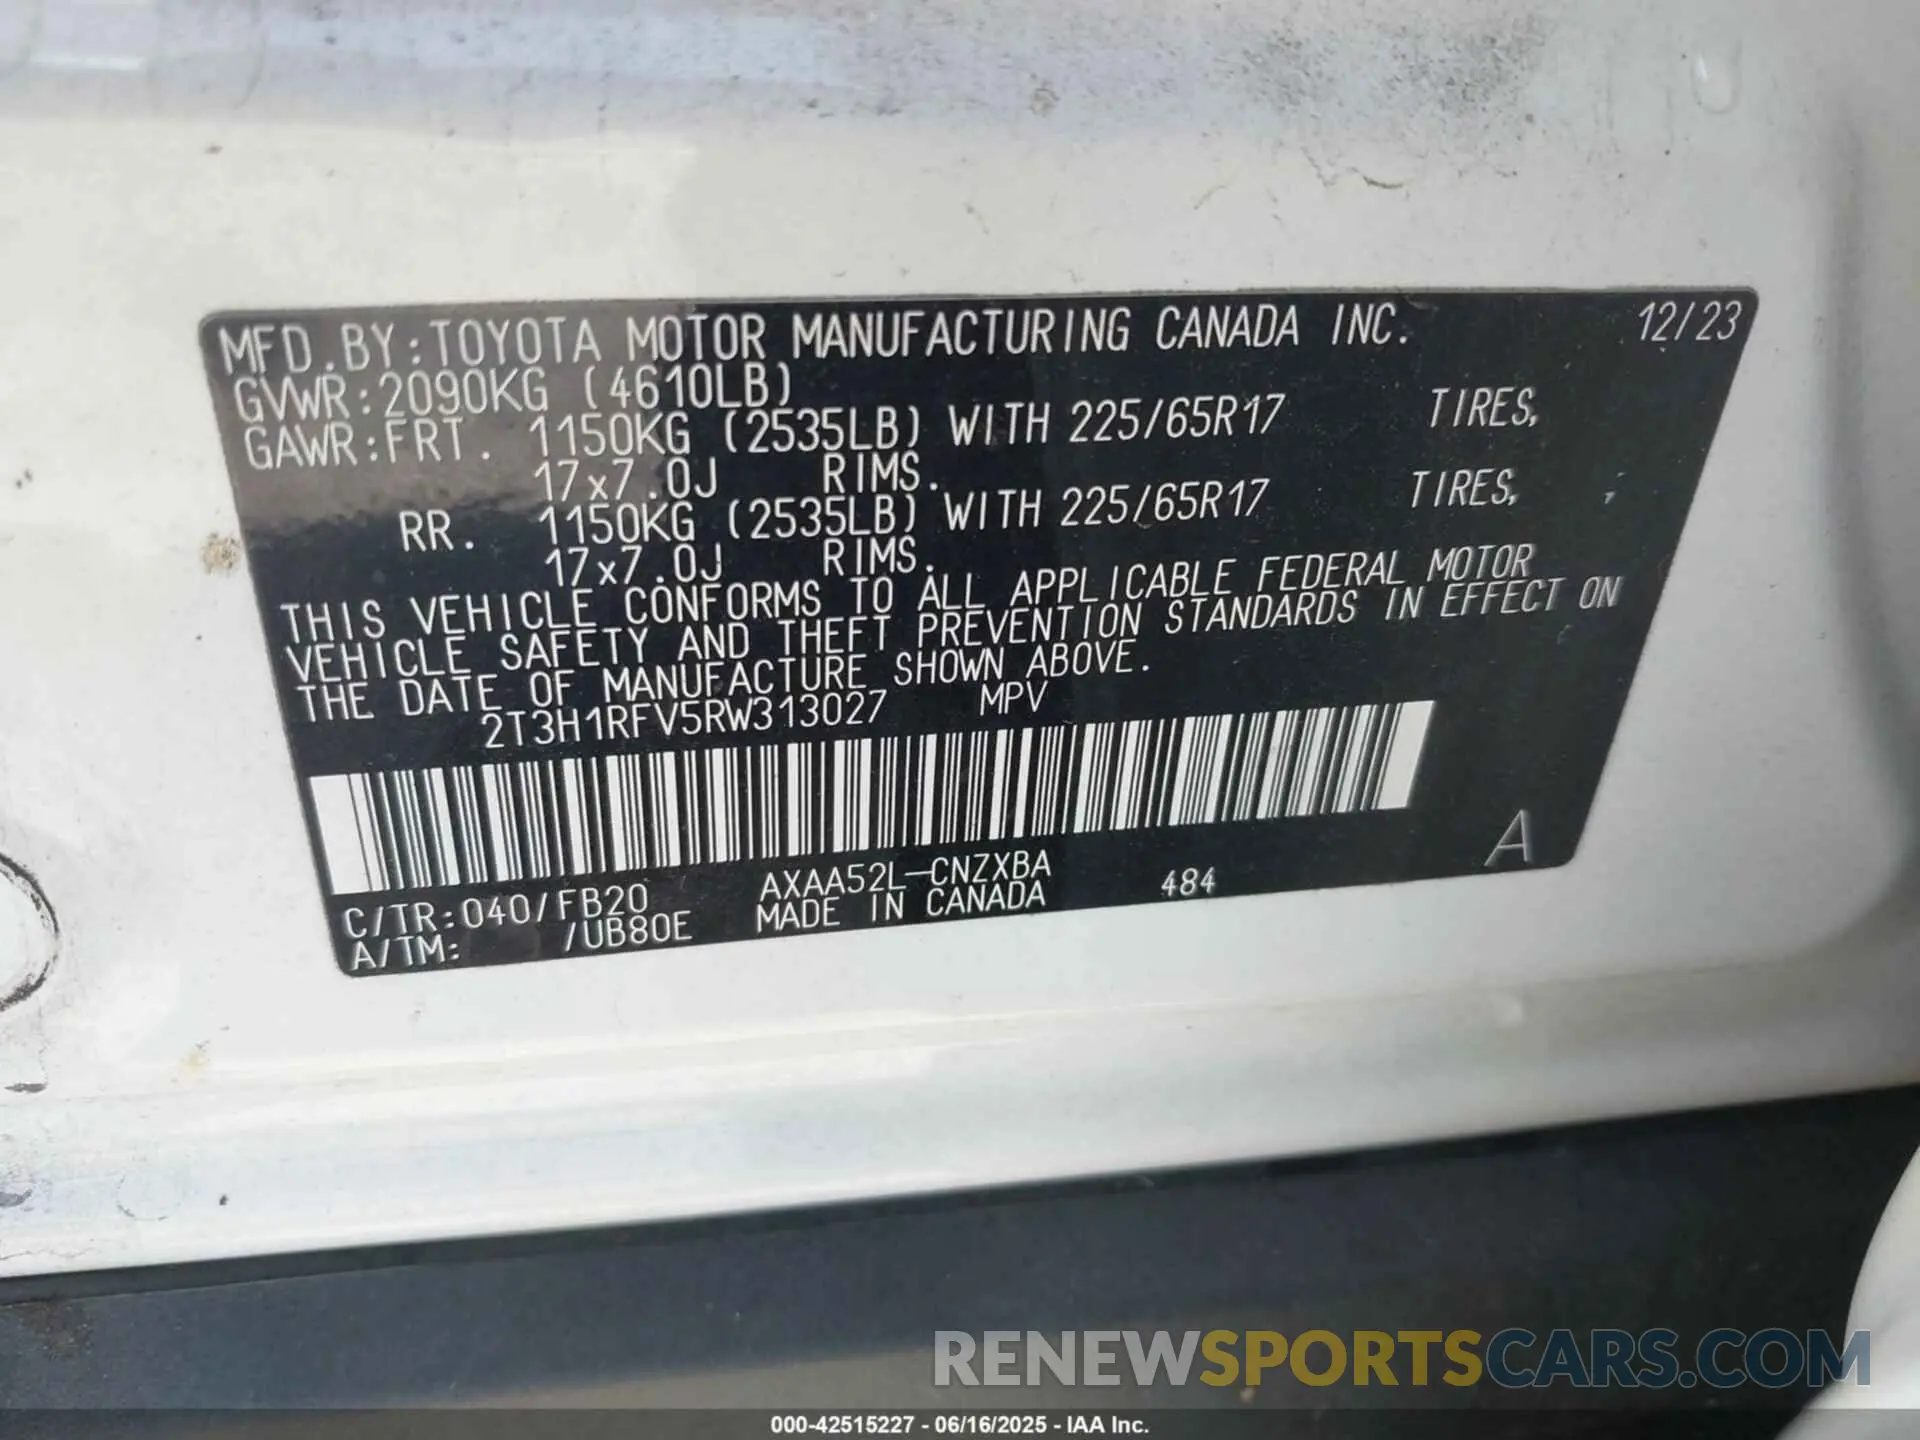 MFD.BY:TOYOTA MOTOR MANUFACTURING CANADA INC. 12/23
GVWR:2090KG (4610LB)
GAWR:FRT. 1150KG (2535LB) WITH 225/65R17 TIRES,
17x7.0J RIMS.
RR. 1150KG (2535LB) WITH 225/65R17 TIRES,
17x7.0J RIMS.
THIS VEHICLE CONFORMS TO ALL APPLICABLE FEDERAL MOTOR
VEHICLE SAFETY AND THEFT PREVENTION STANDARDS IN EFFECT ON
THE DATE OF MANUFACTURE SHOWN ABOVE.
2T3H1RFV5RW313027 MPV
A
C/TR:040/FB20 AXAA52L-CNZXBA 484
A/TM: /UB80E MADE IN CANADA
RENEWSPORTSCARS.COM
000-42515227 - 06/16/2025 - IAA Inc.